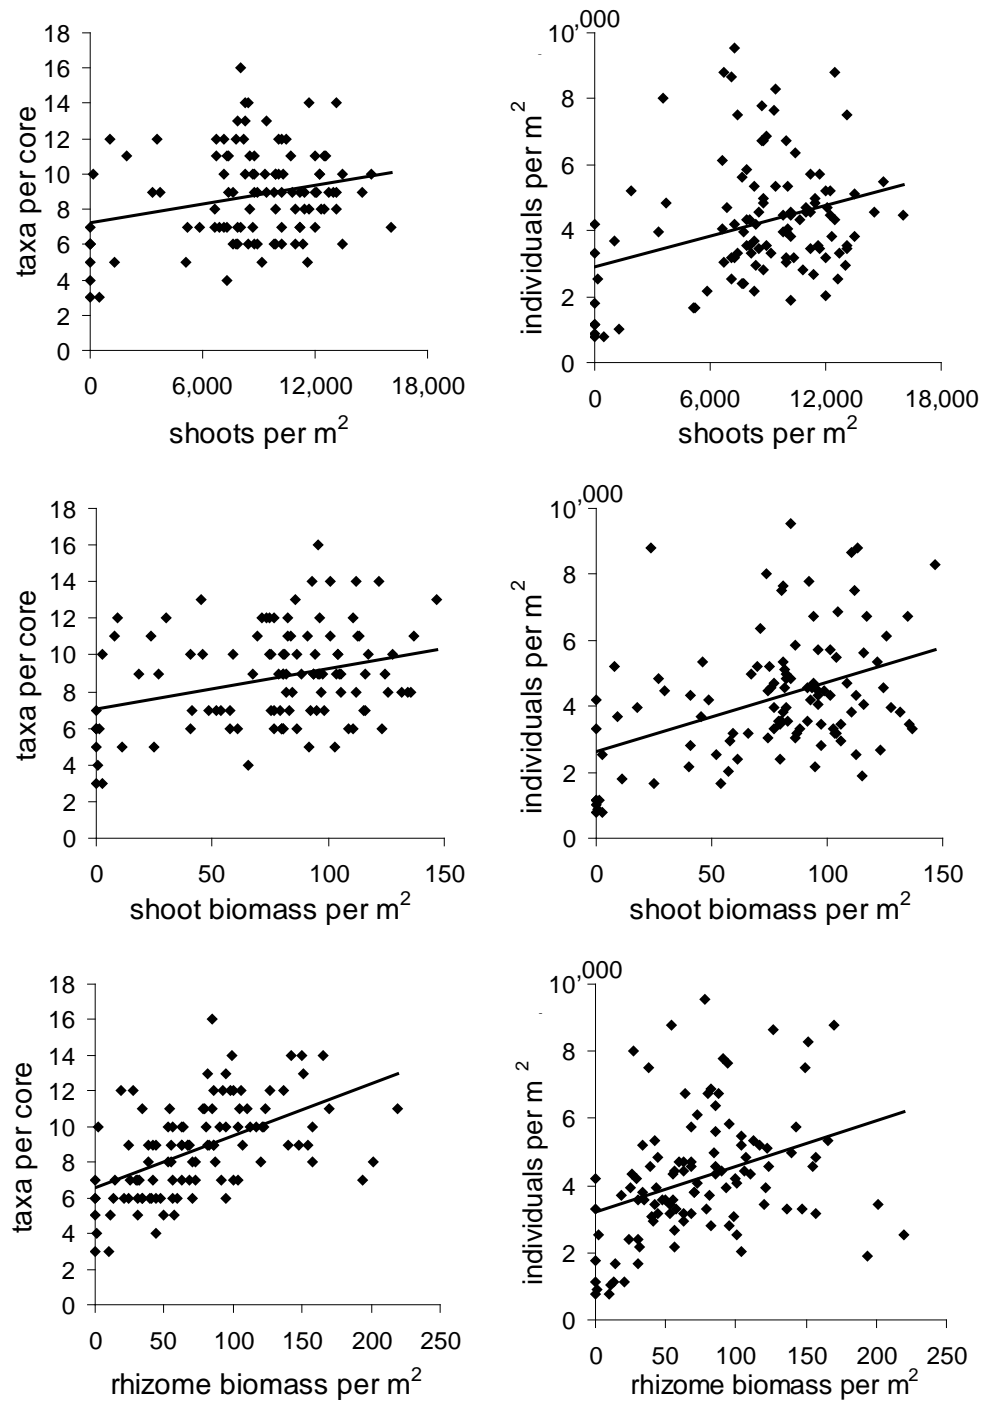 18
16
14
12
10
8
6
4
2
0
taxa per core
0 6,000 12,000 18,000
shoots per m²
10,000
8
6
4
2
0
individuals per m²
0 6,000 12,000 18,000
shoots per m²
18
16
14
12
10
8
6
4
2
0
taxa per core
0 50 100 150
shoot biomass per m²
10,000
8
6
4
2
0
individuals per m²
0 50 100 150
shoot biomass per m²
18
16
14
12
10
8
6
4
2
0
taxa per core
0 50 100 150 200 250
rhizome biomass per m²
10,000
8
6
4
2
0
individuals per m²
0 50 100 150 200 250
rhizome biomass per m²